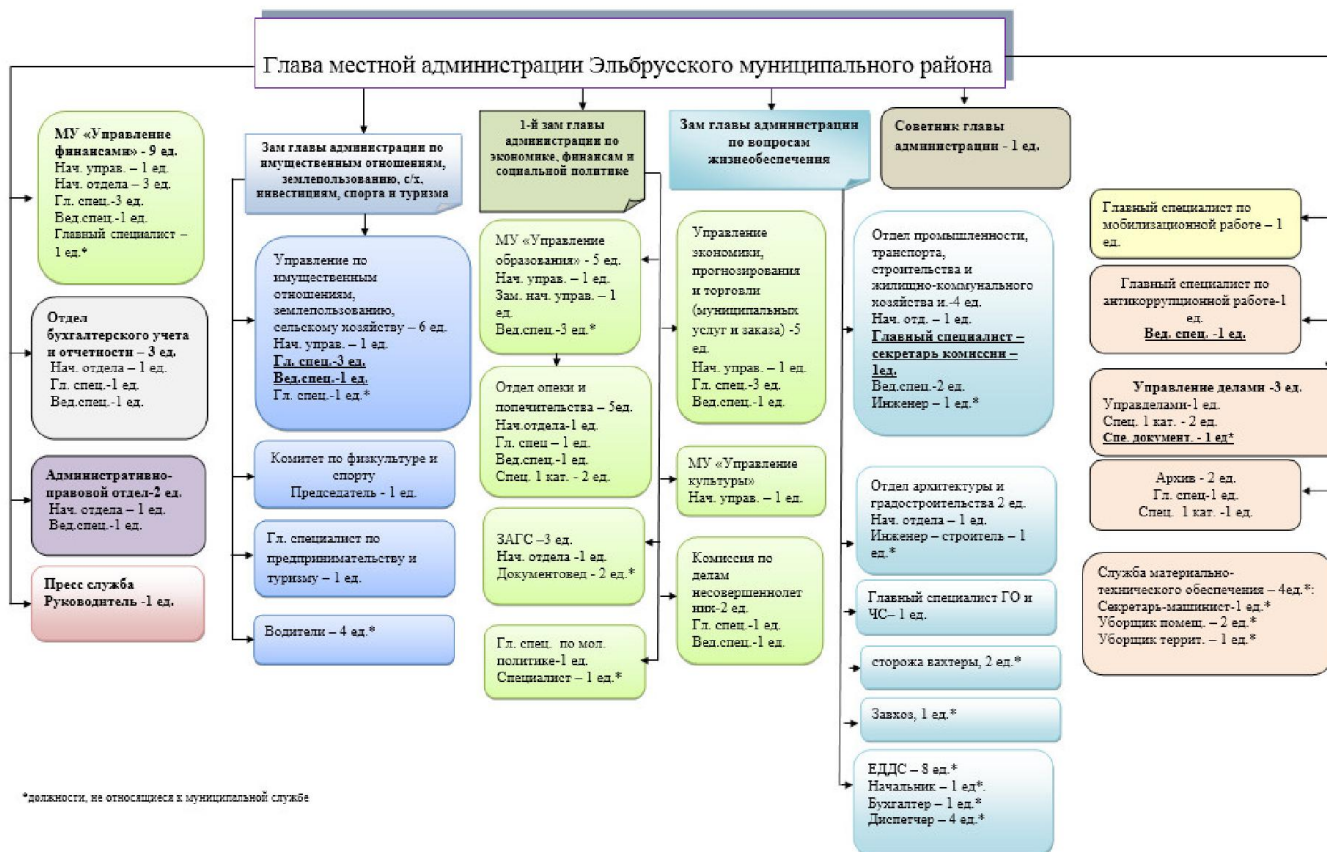 Глава местной администрации Эльбрусского муниципального района
МУ «Управление
финансами» - 9 ед.
Нач. управ. – 1 ед.
Нач. отдела – 3 ед.
Гл. спец.-3 ед.
Вед.спец.-1 ед.
Главный специалист –
1 ед.*
Отдел
бухгалтерского учета
и отчетности – 3 ед.
Нач. отдела – 1 ед.
Гл. спец.-1 ед.
Вед.спец.-1 ед.
Административно-
правовой отдел-2 ед.
Нач. отдела – 1 ед.
Вед.спец.-1 ед.
Пресс служба
Руководитель -1 ед.
Зам главы администрации по
имущественным отношениям,
землепользованию, с/х,
инвестициям, спорта и туризма
Управление по
имущественным
отношениям,
землепользованию,
сельскому хозяйству – 6 ед.
Нач. управ. – 1 ед.
Гл. спец.-3 ед.
Вед.спец.-1 ед.
Гл. спец.-1 ед.*
Комитет по физкультуре и
спорту
Председатель - 1 ед.
Гл. специалист по
предпринимательству и
туризму – 1 ед.
Водители – 4 ед.*
1-й зам главы
администрации по
экономике, финансам и
социальной политике
МУ «Управление
образования» - 5 ед.
Нач. управ. – 1 ед.
Зам. нач. управ. – 1
ед.
Вед.спец.-3 ед.*
Отдел опеки и
попечительства – 5ед.
Нач.отдела-1 ед.
Гл. спец – 1 ед.
Вед.спец.-1 ед.
Спец. 1 кат. - 2 ед.
ЗАГС –3 ед.
Нач. отдела -1 ед.
Документовед - 2 ед.*
Гл. спец. по мол.
политике-1 ед.
Специалист – 1 ед.*
Управление
экономики,
прогнозирования
и торговли
(муниципальных
услуг и заказа) -5
ед.
Нач. управ. – 1 ед.
Гл. спец.-3 ед.
Вед.спец.-1 ед.
МУ «Управление
культуры»
Нач. управ. – 1 ед.
Комиссия по
делам
несовершеннолет
них-2 ед.
Гл. спец.-1 ед.
Вед.спец.-1 ед.
Зам главы администрации
по вопросам
жизнеобеспечения
Отдел промышленности,
транспорта,
строительства и
жилищно-коммунального
хозяйства и.-4 ед.
Нач. отд. – 1 ед.
Главный специалист –
секретарь комиссии –
1ед.
Вед.спец.-2 ед.
Инженер – 1 ед.*
Отдел архитектуры и
градостроительства 2 ед.
Нач. отдела – 1 ед.
Инженер – строитель – 1
ед.*
Главный специалист ГО и
ЧС– 1 ед.
сторожа вахтеры, 2 ед.*
Завхоз, 1 ед.*
ЕДДС – 8 ед.*
Начальник – 1 ед*.
Бухгалтер – 1 ед.*
Диспетчер – 4 ед.*
Советник главы
администрации - 1 ед.
Главный специалист по
мобилизационной работе – 1
ед.
Главный специалист по
антикоррупционной работе-1
ед.
Вед. спец. -1 ед.
Управление делами -3 ед.
Управделами-1 ед.
Спец. 1 кат. - 2 ед.
Спе. документ. - 1 ед*
Архив - 2 ед.
Гл. спец-1 ед.
Спец. 1 кат. -1 ед.
Служба материально-
технического обеспечения – 4ед.*:
Секретарь-машинист-1 ед.*
Уборщик помещ. – 2 ед.*
Уборщик террит. – 1 ед.*
*должности, не относящиеся к муниципальной службе